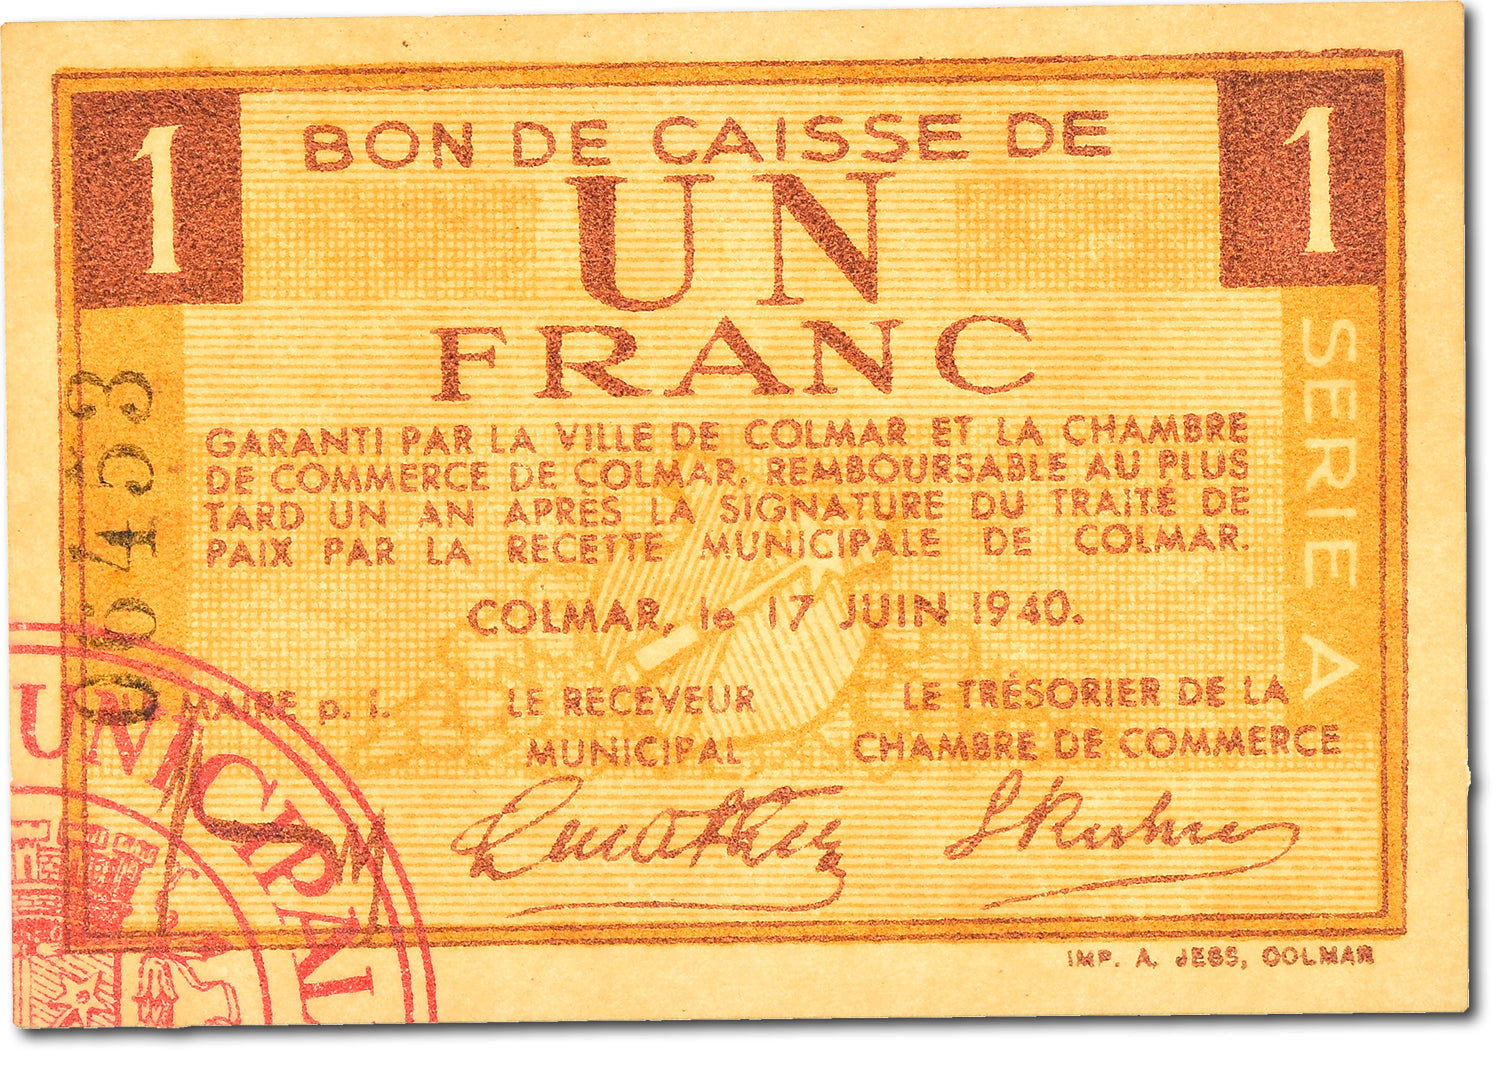 1
BON DE CAISSE DE
1
UN
FRANC
SERIE A
06453
GARANTI PAR LA VILLE DE COLMAR ET LA CHAMBRE
DE COMMERCE DE COLMAR, REMBOURSABLE AU PLUS
TARD UN AN APRÈS LA SIGNATURE DU TRAITÉ DE
PAIX PAR LA RECETTE MUNICIPALE DE COLMAR.
COLMAR, le 17 JUIN 1940.
MAIRE p. i.
LE RECEVEUR
MUNICIPAL
LE TRÉSORIER DE LA
CHAMBRE DE COMMERCE
UNICIPAL
IMP. A. JESS, COLMAR